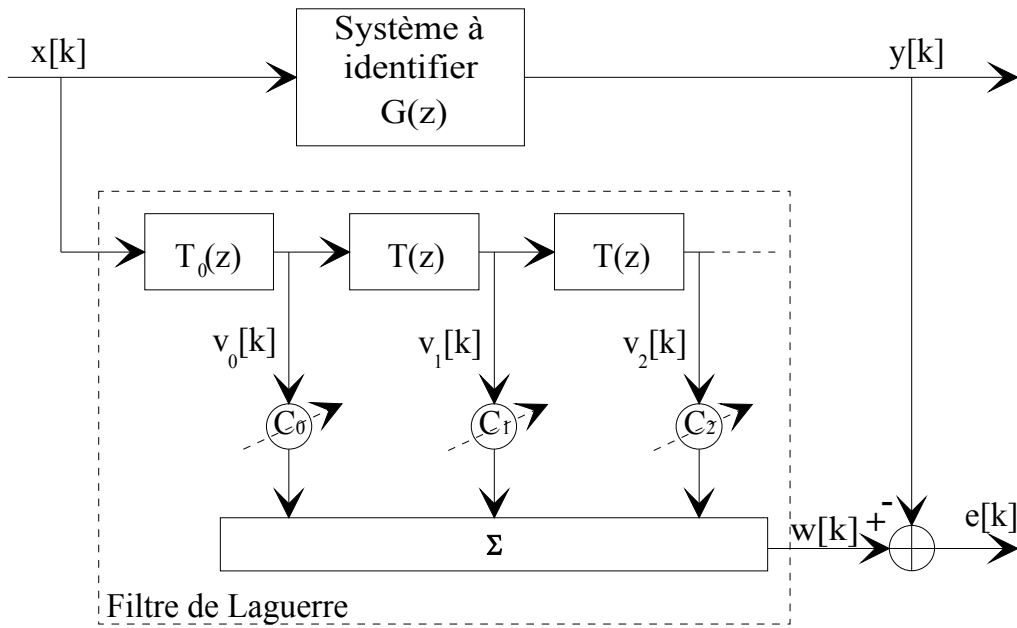 x[k]
Système à
identifier
G(z)
y[k]
T₀(z)
T(z)
T(z)
v₀[k]
v₁[k]
v₂[k]
C₀
C₁
C₂
Σ
w[k]
+
-
e[k]
Filtre de Laguerre